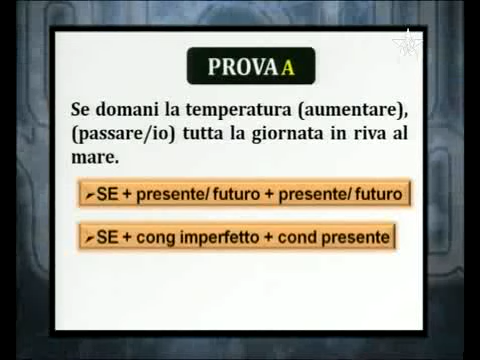 PROVA A
Se domani la temperatura (aumentare),
(passare/io) tutta la giornata in riva al
mare.
➢SE + presente/ futuro + presente/ futuro
➢SE + cong imperfetto + cond presente